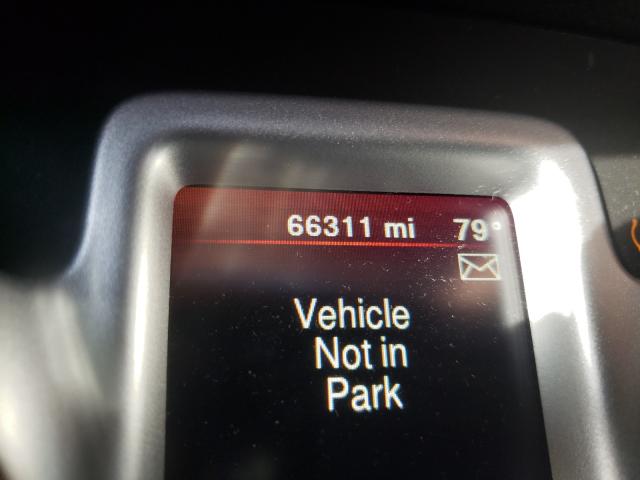 66311 mi 79°
Vehicle
Not in
Park